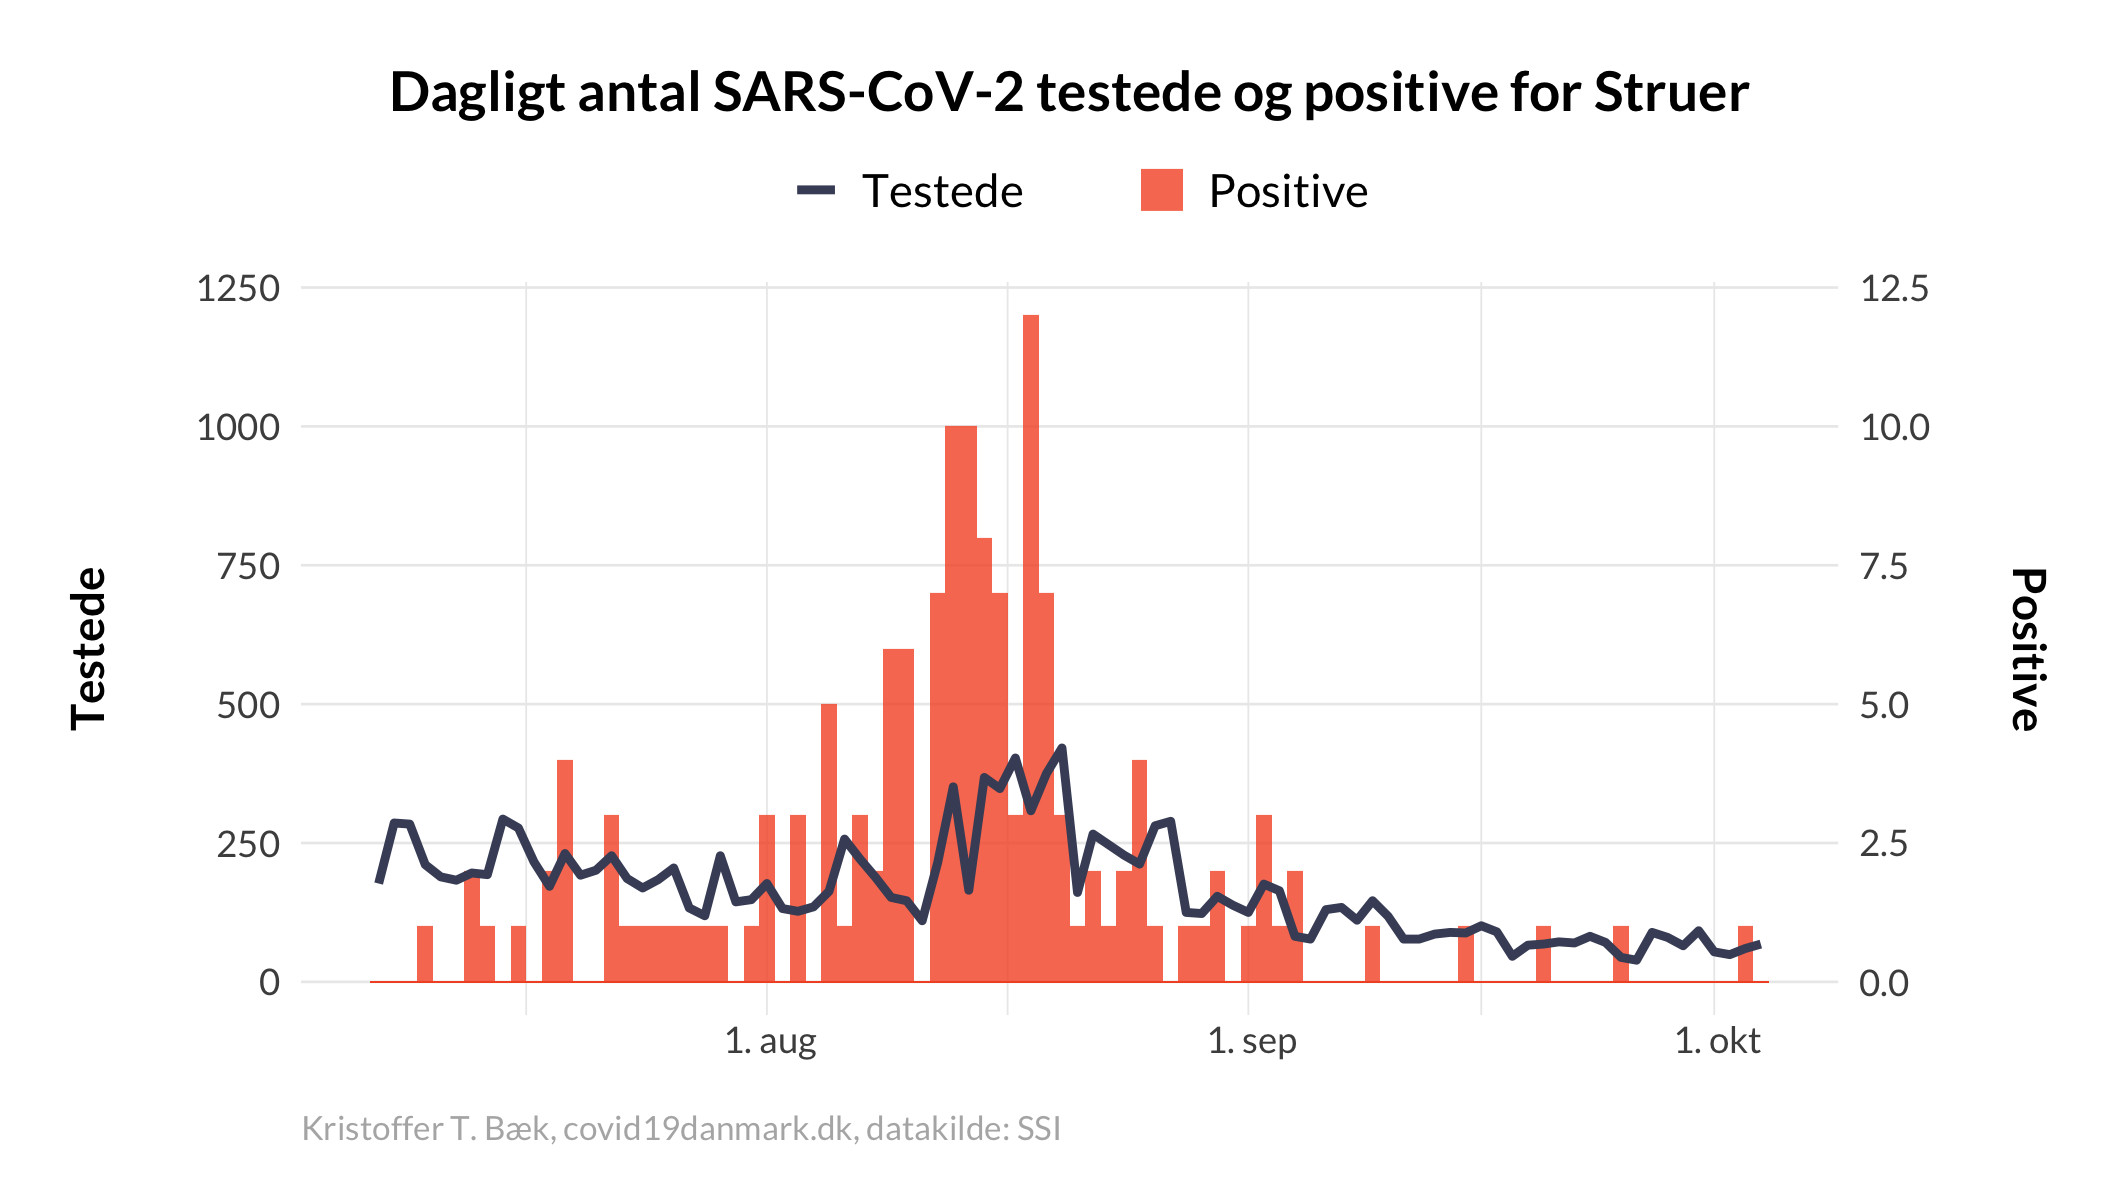 Dagligt antal SARS-CoV-2 testede og positive for Struer
Testede Positive
1250 12.5
1000 10.0
750 7.5
500 5.0
250 2.5
0 0.0
Testede
Positive
1. aug 1. sep 1. okt
Kristoffer T. Bæk, covid19danmark.dk, datakilde: SSI